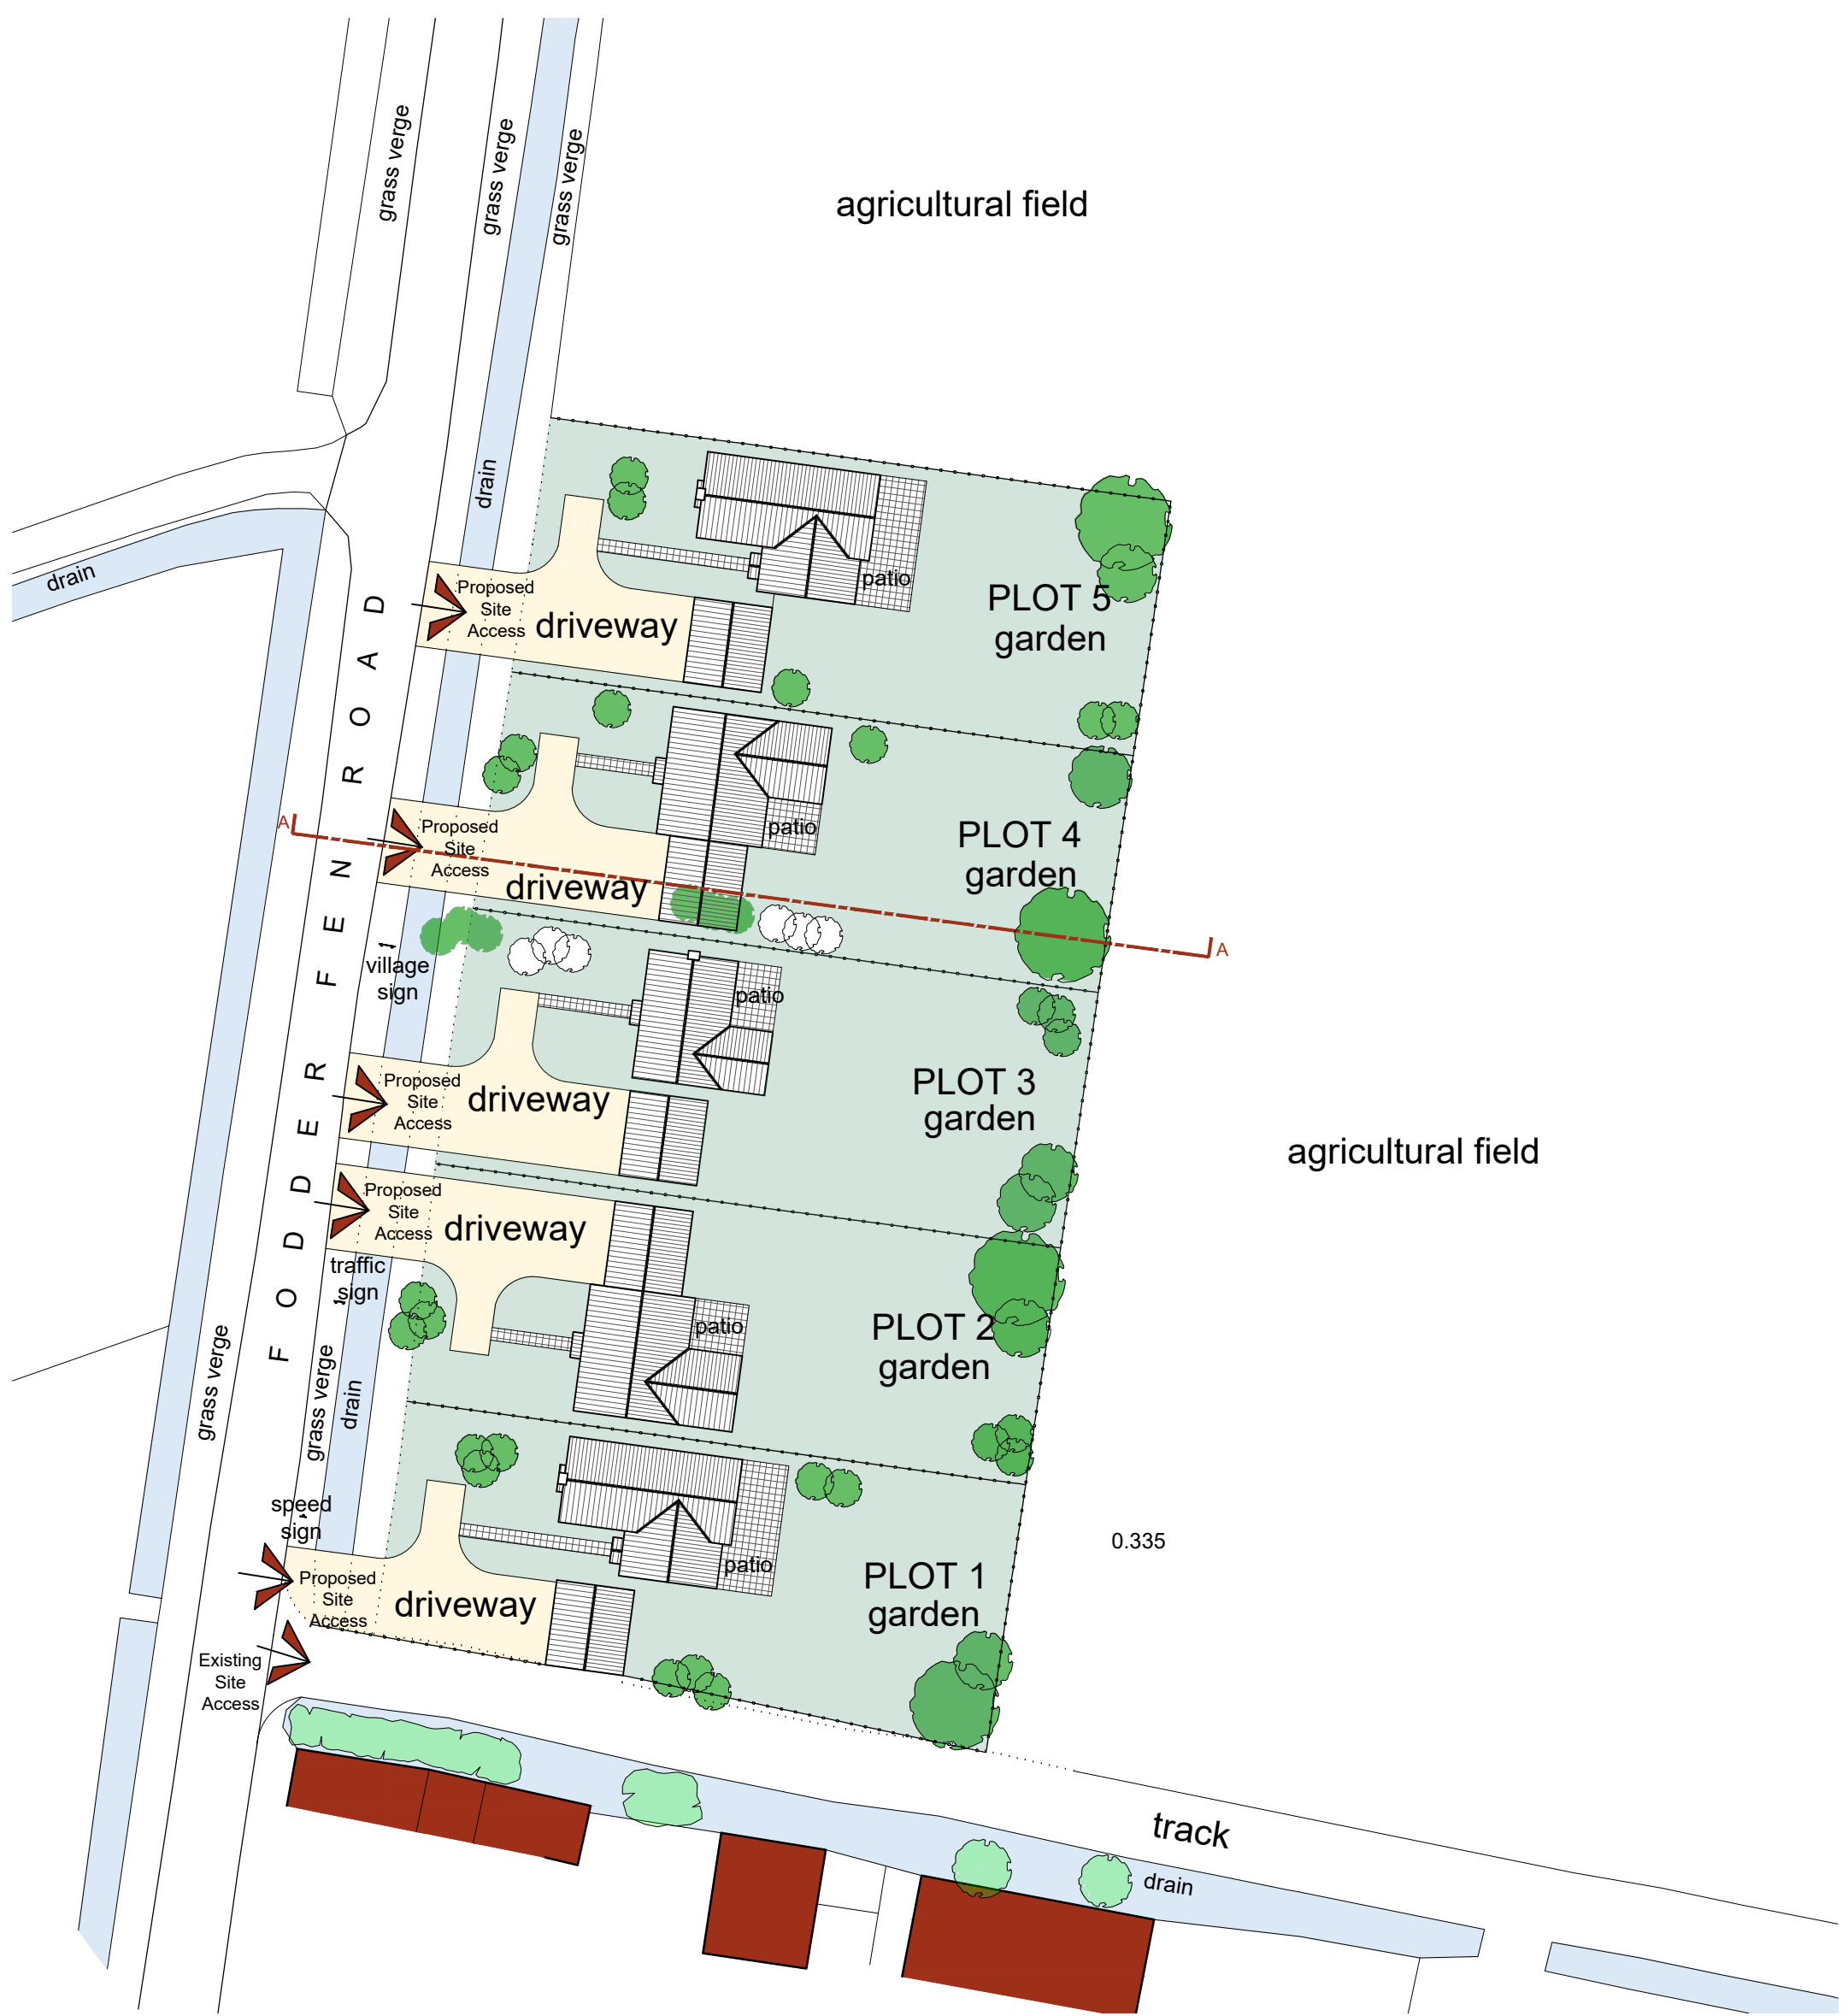 grass verge
grass verge
grass verge
agricultural field
drain
drain
Proposed
Site
Access
driveway
patio
PLOT 5
garden
FODDER FEN ROAD
A
Proposed
Site
Access
driveway
patio
PLOT 4
garden
A
village
sign
patio
Proposed
Site
Access
driveway
PLOT 3
garden
agricultural field
Proposed
Site
Access
driveway
traffic
sign
patio
PLOT 2
garden
grass verge
grass verge
drain
speed
sign
Proposed
Site
Access
driveway
patio
PLOT 1
garden
0.335
Existing
Site
Access
track
drain